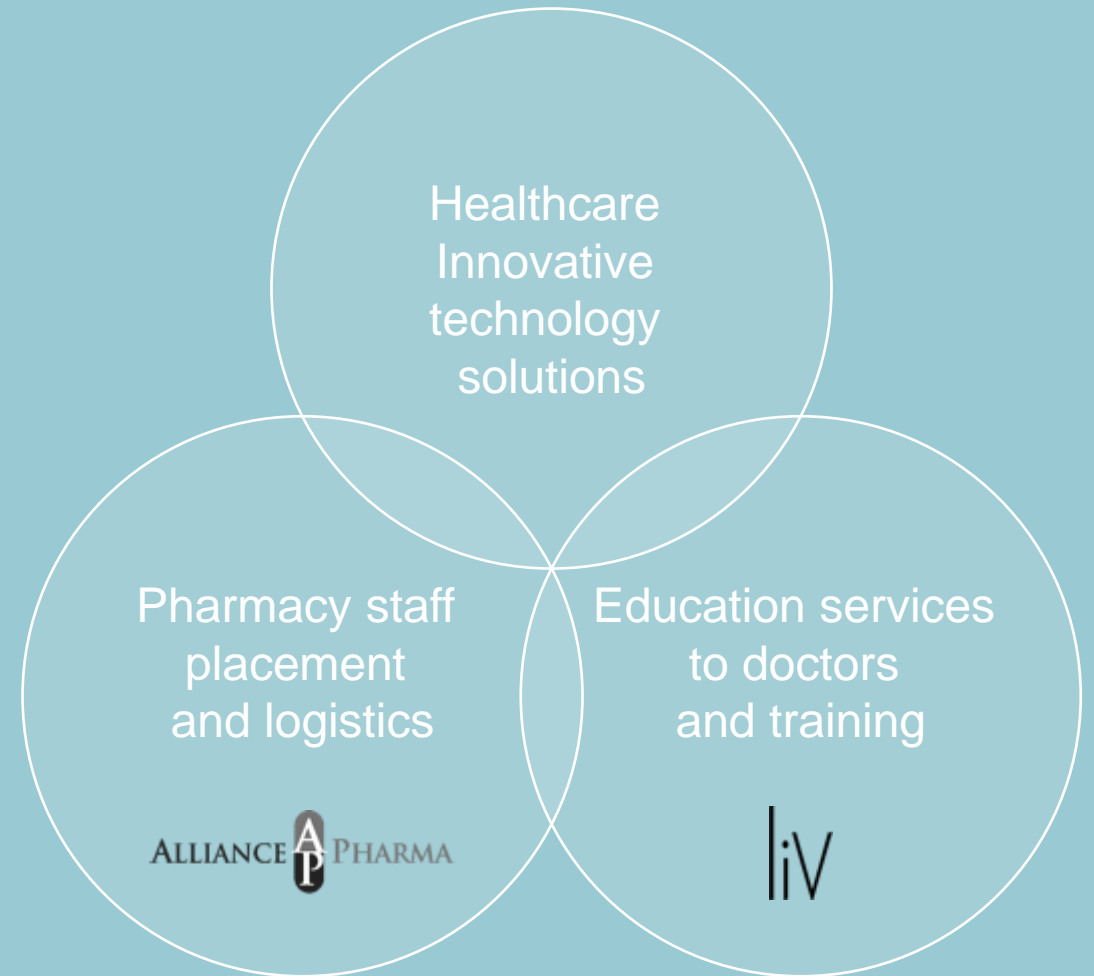 Healthcare
Innovative
technology
solutions
Pharmacy staff
placement
and logistics
Education services
to doctors
and training
ALLIANCE AP PHARMA
liV